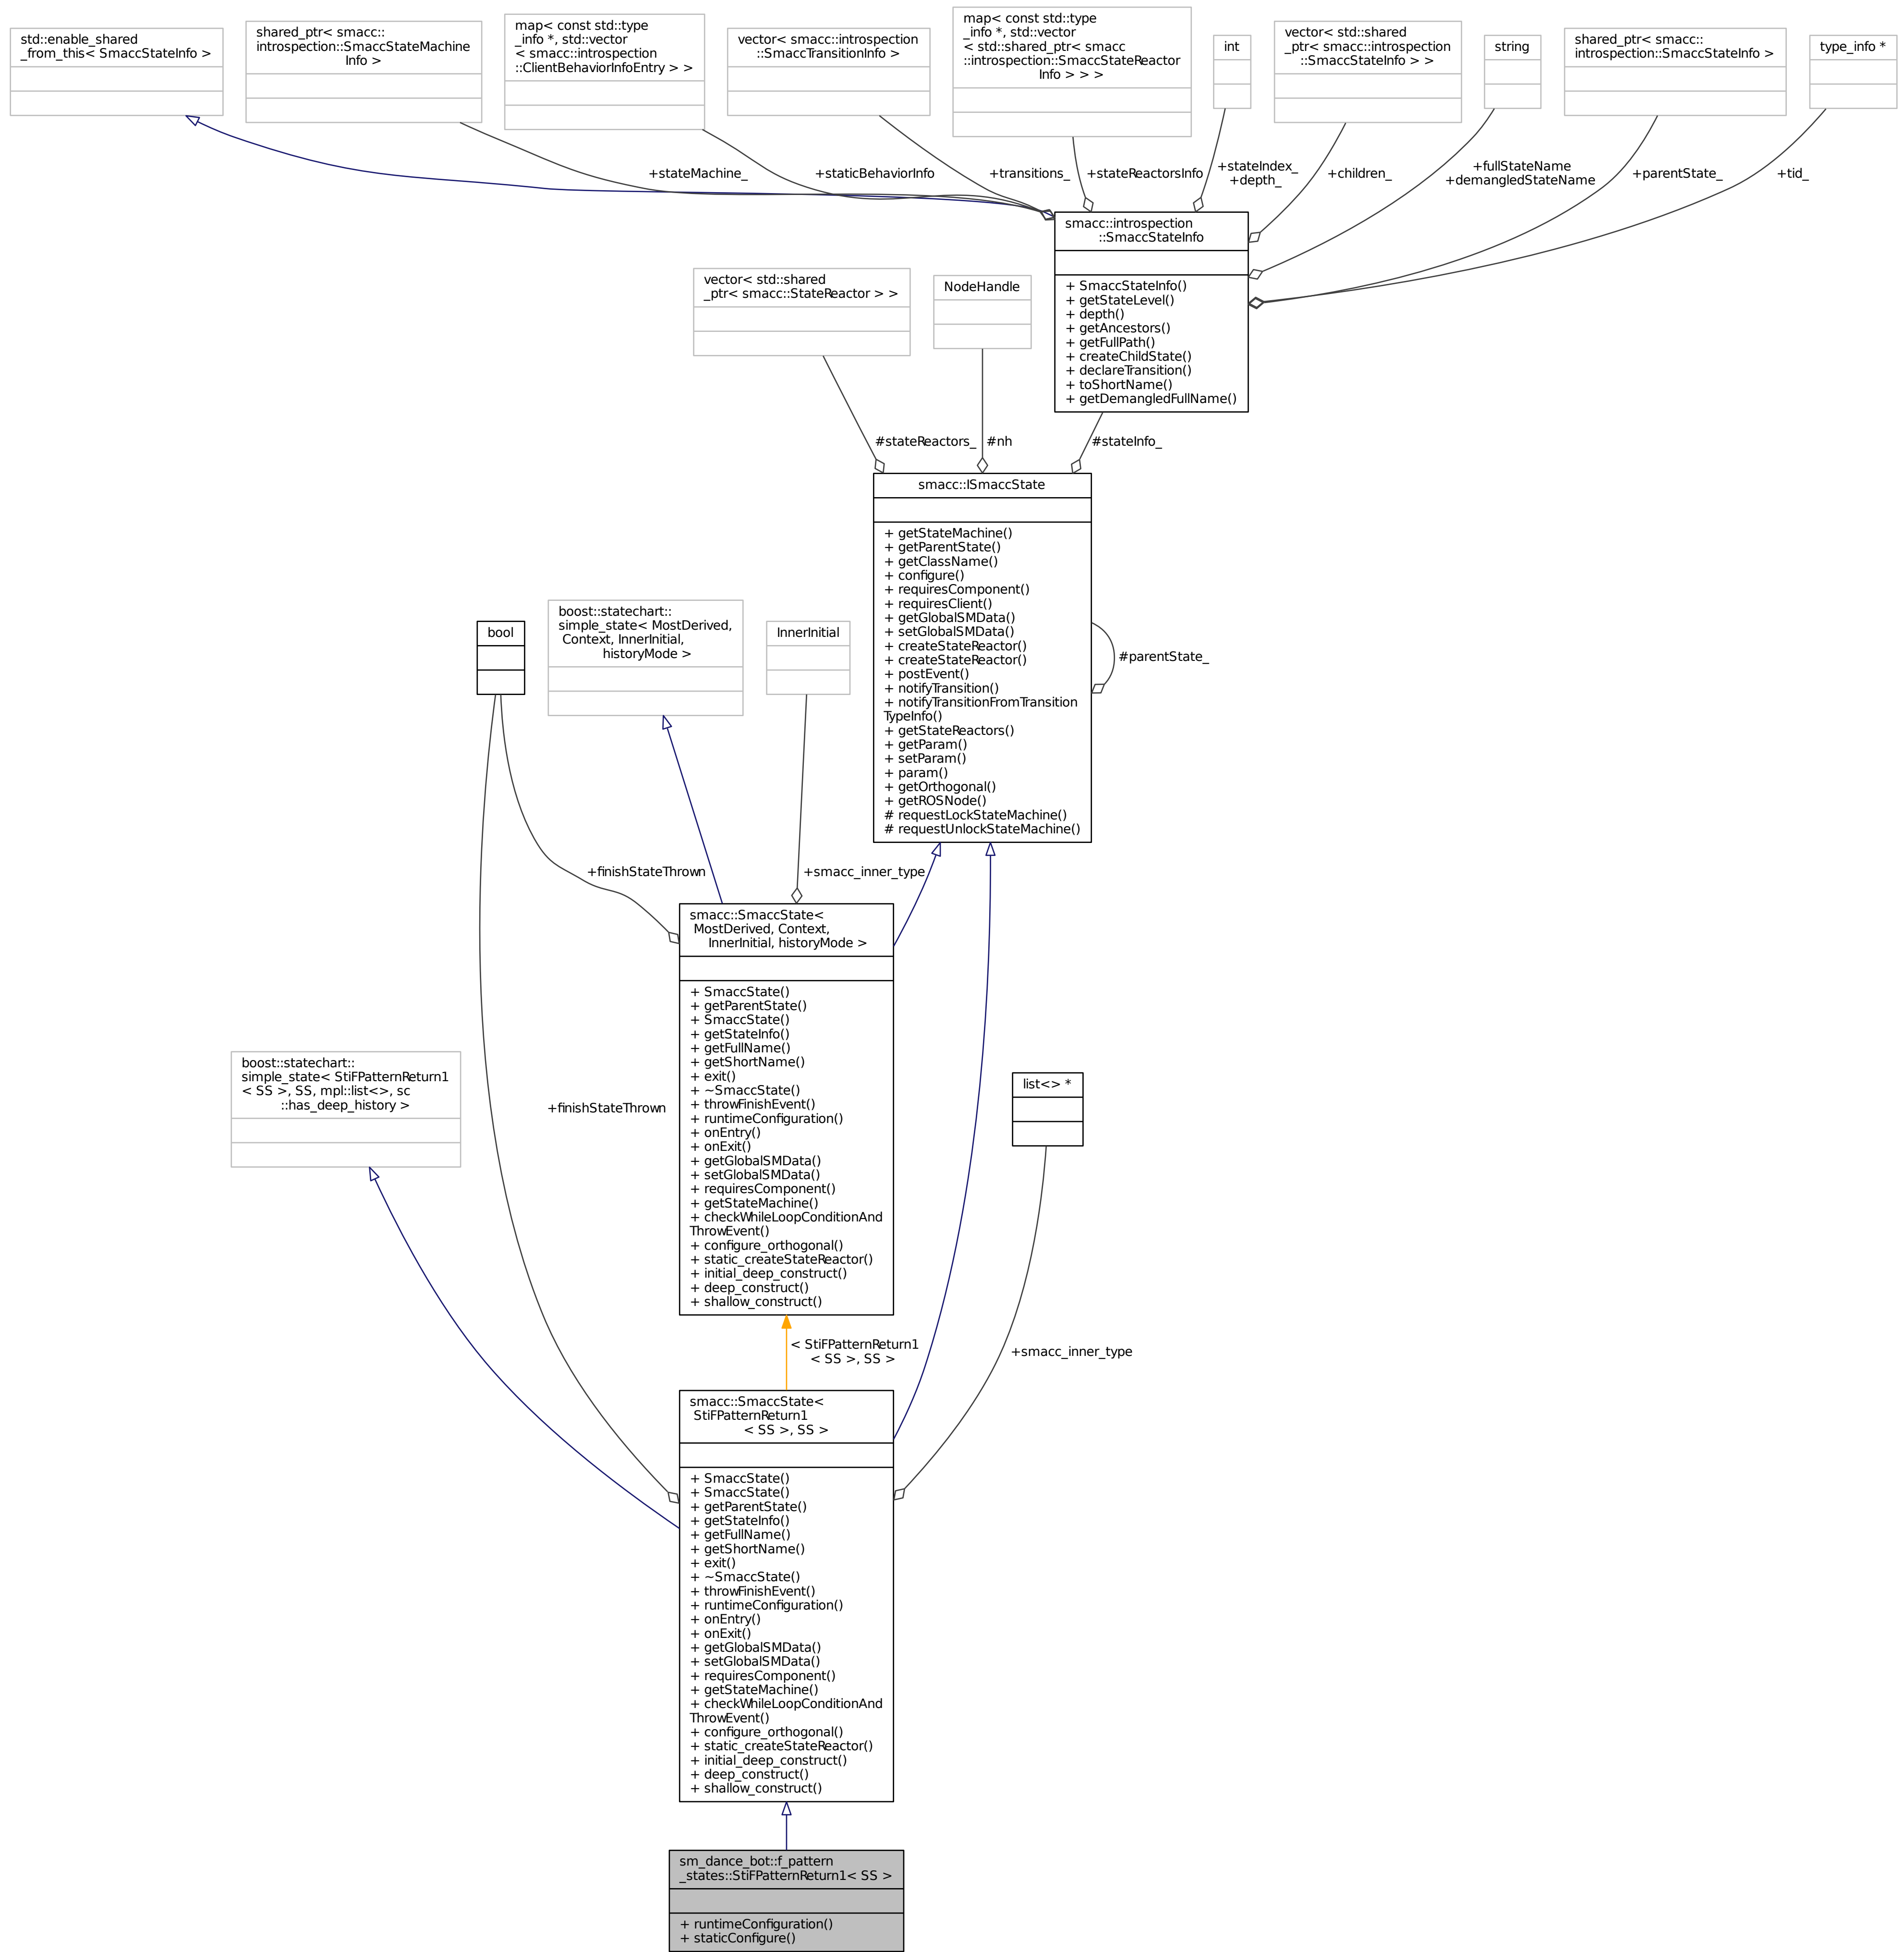 std::enable_shared
_from_this< SmaccStateInfo >
shared_ptr< smacc::
introspection::SmaccStateMachine
Info >
map< const std::type
_info *, std::vector
< smacc::introspection
::ClientBehaviorInfoEntry > >
vector< smacc::introspection
::SmaccTransitionInfo >
map< const std::type
_info *, std::vector
< std::shared_ptr< smacc
::introspection::SmaccStateReactor
Info > > >
int
vector< std::shared
_ptr< smacc::introspection
::SmaccStateInfo > >
string
shared_ptr< smacc::
introspection::SmaccStateInfo >
type_info *
+stateMachine_
+staticBehaviorInfo
+transitions_
+stateReactorsInfo
+stateIndex_
+depth_
+children_
+fullStateName
+demangledStateName
+parentState_
+tid_
smacc::introspection
::SmaccStateInfo
+ SmaccStateInfo()
+ getStateLevel()
+ depth()
+ getAncestors()
+ getFullPath()
+ createChildState()
+ declareTransition()
+ toShortName()
+ getDemangledFullName()
vector< std::shared
_ptr< smacc::StateReactor > >
NodeHandle
#stateReactors_
#nh
#stateInfo_
smacc::ISmaccState
+ getStateMachine()
+ getParentState()
+ getClassName()
+ configure()
+ requiresComponent()
+ requiresClient()
+ getGlobalSMData()
+ setGlobalSMData()
+ createStateReactor()
+ createStateReactor()
+ postEvent()
+ notifyTransition()
+ notifyTransitionFromTransition
TypeInfo()
+ getStateReactors()
+ getParam()
+ setParam()
+ param()
+ getOrthogonal()
+ getROSNode()
# requestLockStateMachine()
# requestUnlockStateMachine()
#parentState_
bool
boost::statechart::
simple_state< MostDerived,
Context, InnerInitial,
historyMode >
InnerInitial
+finishStateThrown
+smacc_inner_type
smacc::SmaccState<
MostDerived, Context,
InnerInitial, historyMode >
+ SmaccState()
+ getParentState()
+ SmaccState()
+ getStateInfo()
+ getFullName()
+ getShortName()
+ exit()
+ ~SmaccState()
+ throwFinishEvent()
+ runtimeConfiguration()
+ onEntry()
+ onExit()
+ getGlobalSMData()
+ setGlobalSMData()
+ requiresComponent()
+ getStateMachine()
+ checkWhileLoopConditionAnd
ThrowEvent()
+ configure_orthogonal()
+ static_createStateReactor()
+ initial_deep_construct()
+ deep_construct()
+ shallow_construct()
boost::statechart::
simple_state< StiFPatternReturn1
< SS >, SS, mpl::list<>, sc
::has_deep_history >
+finishStateThrown
list<> *
< StiFPatternReturn1
< SS >, SS >
+smacc_inner_type
smacc::SmaccState<
StiFPatternReturn1
< SS >, SS >
+ SmaccState()
+ SmaccState()
+ getParentState()
+ getStateInfo()
+ getFullName()
+ getShortName()
+ exit()
+ ~SmaccState()
+ throwFinishEvent()
+ runtimeConfiguration()
+ onEntry()
+ onExit()
+ getGlobalSMData()
+ setGlobalSMData()
+ requiresComponent()
+ getStateMachine()
+ checkWhileLoopConditionAnd
ThrowEvent()
+ configure_orthogonal()
+ static_createStateReactor()
+ initial_deep_construct()
+ deep_construct()
+ shallow_construct()
sm_dance_bot::f_pattern
_states::StiFPatternReturn1< SS >
+ runtimeConfiguration()
+ staticConfigure()